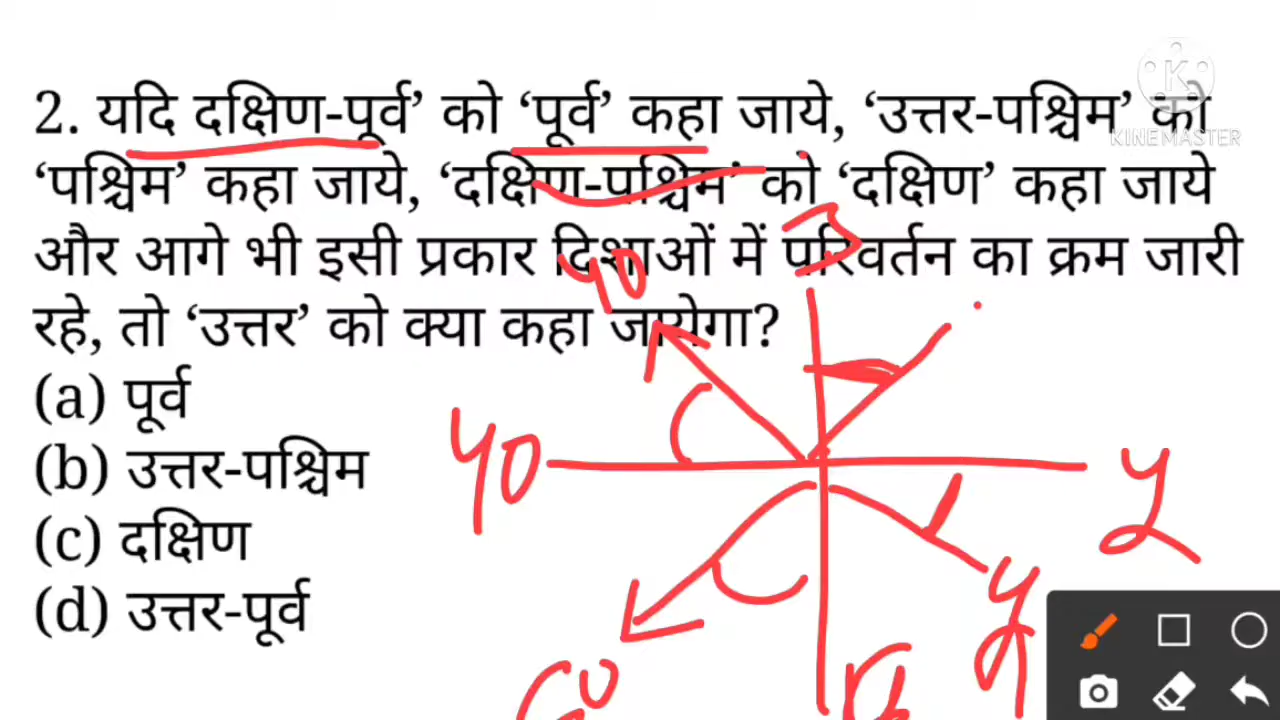 2. यदि दक्षिण-पूर्व’ को ‘पूर्व’ कहा जाये, ‘उत्तर-पश्चिम’ को
KINEMASTER
‘पश्चिम’ कहा जाये, ‘दक्षिण-पश्चिम’ को ‘दक्षिण’ कहा जाये
और आगे भी इसी प्रकार दिशाओं में परिवर्तन का क्रम जारी
रहे, तो ‘उत्तर’ को क्या कहा जायेगा?
(a) पूर्व
(b) उत्तर-पश्चिम
(c) दक्षिण
(d) उत्तर-पूर्व